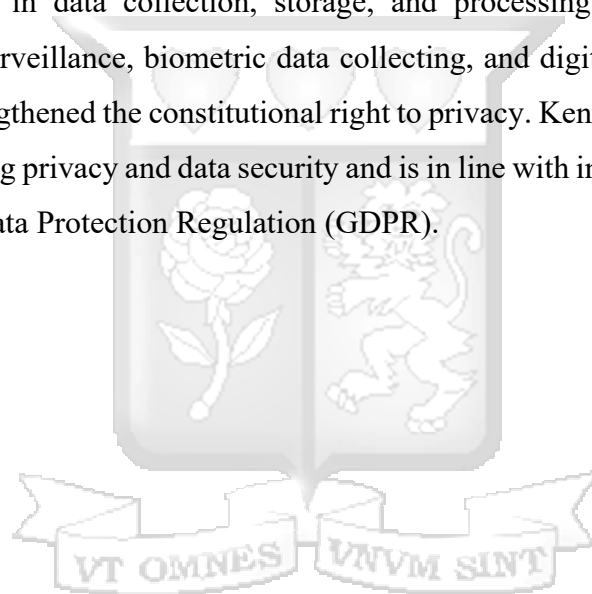 in data collection, storage, and processing
rveillance, biometric data collecting, and digit
gthened the constitutional right to privacy. Ken
g privacy and data security and is in line with in
ata Protection Regulation (GDPR).
VT OMNES VNVM SINT